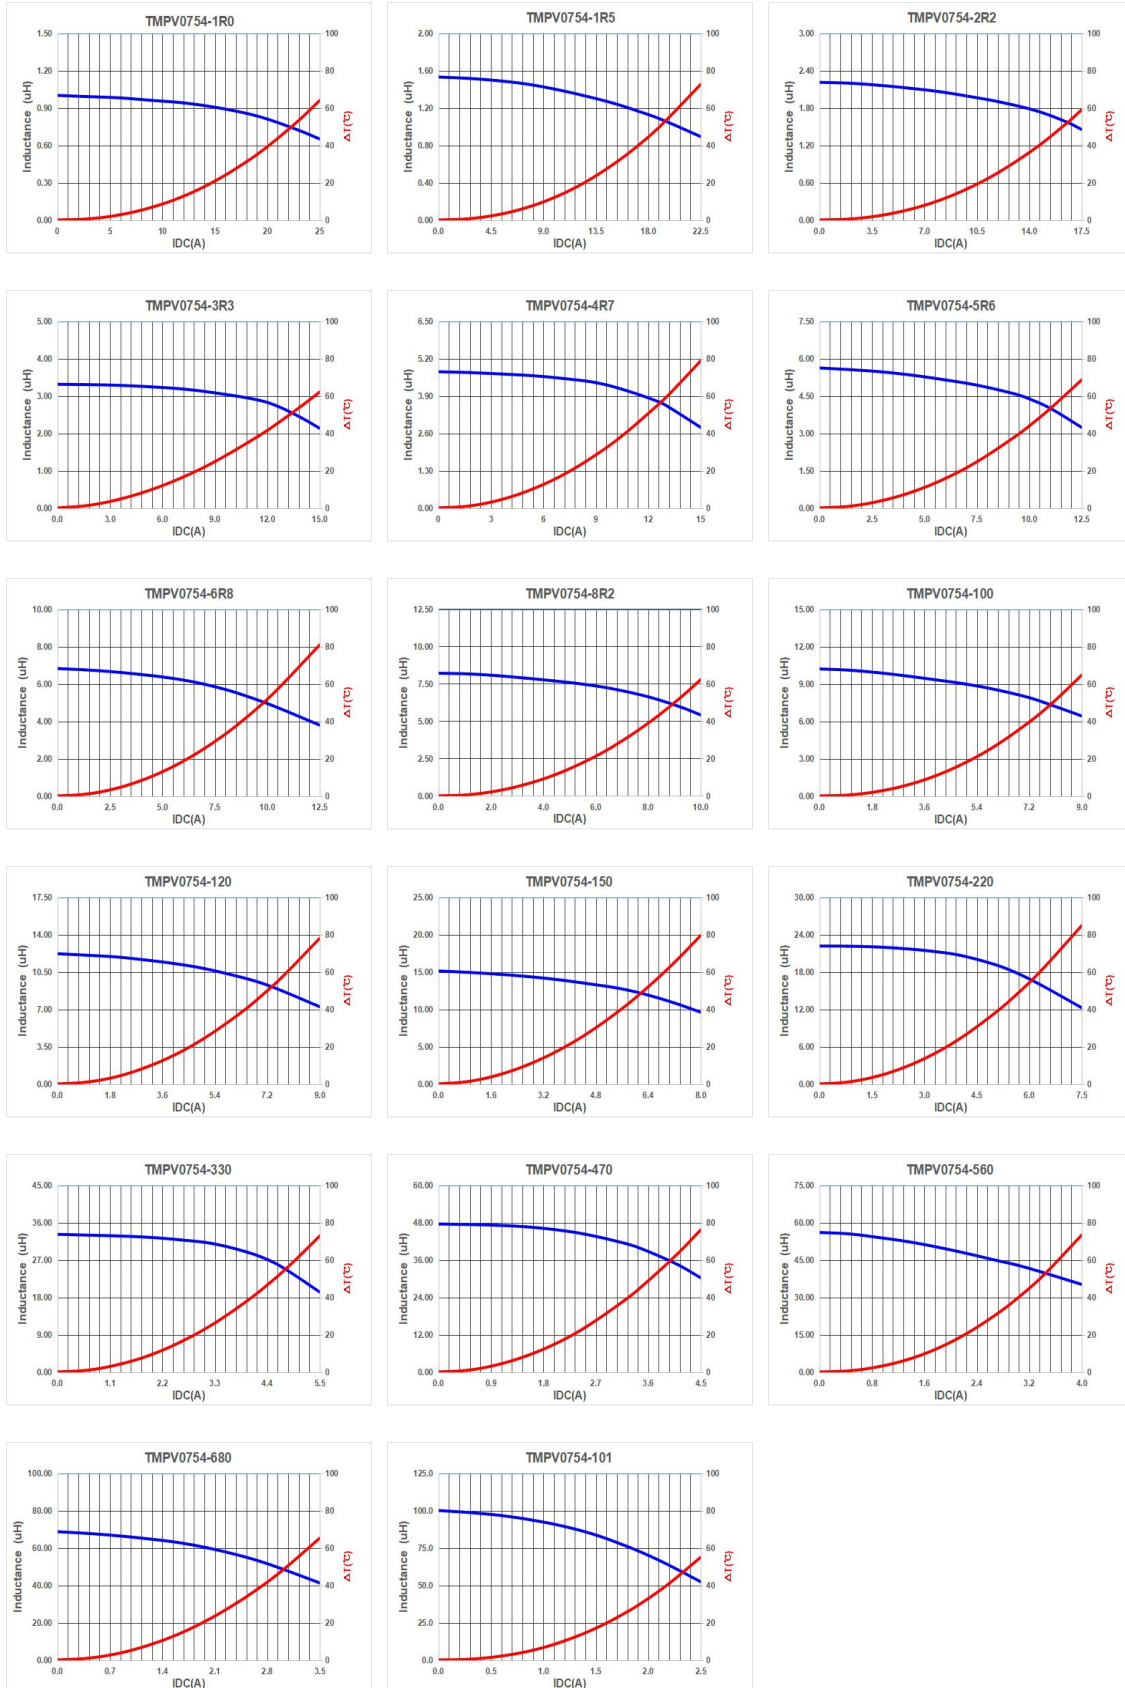 TMPV0754-1R0
1.50 100
1.20 80
0.90 60
0.60 40
0.30 20
0.00 0
0 5 10 15 20 25
IDC(A)
Inductance (uH)
△T(℃)
TMPV0754-1R5
2.00 100
1.60 80
1.20 60
0.80 40
0.40 20
0.00 0
0.0 4.5 9.0 13.5 18.0 22.5
IDC(A)
Inductance (uH)
△T(℃)
TMPV0754-2R2
3.00 100
2.40 80
1.80 60
1.20 40
0.60 20
0.00 0
0.0 3.5 7.0 10.5 14.0 17.5
IDC(A)
Inductance (uH)
△T(℃)
TMPV0754-3R3
5.00 100
4.00 80
3.00 60
2.00 40
1.00 20
0.00 0
0.0 3.0 6.0 9.0 12.0 15.0
IDC(A)
Inductance (uH)
△T(℃)
TMPV0754-4R7
6.50 100
5.20 80
3.90 60
2.60 40
1.30 20
0.00 0
0 3 6 9 12 15
IDC(A)
Inductance (uH)
△T(℃)
TMPV0754-5R6
7.50 100
6.00 80
4.50 60
3.00 40
1.50 20
0.00 0
0.0 2.5 5.0 7.5 10.0 12.5
IDC(A)
Inductance (uH)
△T(℃)
TMPV0754-6R8
10.00 100
8.00 80
6.00 60
4.00 40
2.00 20
0.00 0
0.0 2.5 5.0 7.5 10.0 12.5
IDC(A)
Inductance (uH)
△T(℃)
TMPV0754-8R2
12.50 100
10.00 80
7.50 60
5.00 40
2.50 20
0.00 0
0.0 2.0 4.0 6.0 8.0 10.0
IDC(A)
Inductance (uH)
△T(℃)
TMPV0754-100
15.00 100
12.00 80
9.00 60
6.00 40
3.00 20
0.00 0
0.0 1.8 3.6 5.4 7.2 9.0
IDC(A)
Inductance (uH)
△T(℃)
TMPV0754-120
17.50 100
14.00 80
10.50 60
7.00 40
3.50 20
0.00 0
0.0 1.8 3.6 5.4 7.2 9.0
IDC(A)
Inductance (uH)
△T(℃)
TMPV0754-150
25.00 100
20.00 80
15.00 60
10.00 40
5.00 20
0.00 0
0.0 1.6 3.2 4.8 6.4 8.0
IDC(A)
Inductance (uH)
△T(℃)
TMPV0754-220
30.00 100
24.00 80
18.00 60
12.00 40
6.00 20
0.00 0
0.0 1.5 3.0 4.5 6.0 7.5
IDC(A)
Inductance (uH)
△T(℃)
TMPV0754-330
45.00 100
36.00 80
27.00 60
18.00 40
9.00 20
0.00 0
0.0 1.1 2.2 3.3 4.4 5.5
IDC(A)
Inductance (uH)
△T(℃)
TMPV0754-470
60.00 100
48.00 80
36.00 60
24.00 40
12.00 20
0.00 0
0.0 0.9 1.8 2.7 3.6 4.5
IDC(A)
Inductance (uH)
△T(℃)
TMPV0754-560
75.00 100
60.00 80
45.00 60
30.00 40
15.00 20
0.00 0
0.0 0.8 1.6 2.4 3.2 4.0
IDC(A)
Inductance (uH)
△T(℃)
TMPV0754-680
100.00 100
80.00 80
60.00 60
40.00 40
20.00 20
0.00 0
0.0 0.7 1.4 2.1 2.8 3.5
IDC(A)
Inductance (uH)
△T(℃)
TMPV0754-101
125.0 100
100.0 80
75.0 60
50.0 40
25.0 20
0.0 0
0.0 0.5 1.0 1.5 2.0 2.5
IDC(A)
Inductance (uH)
△T(℃)